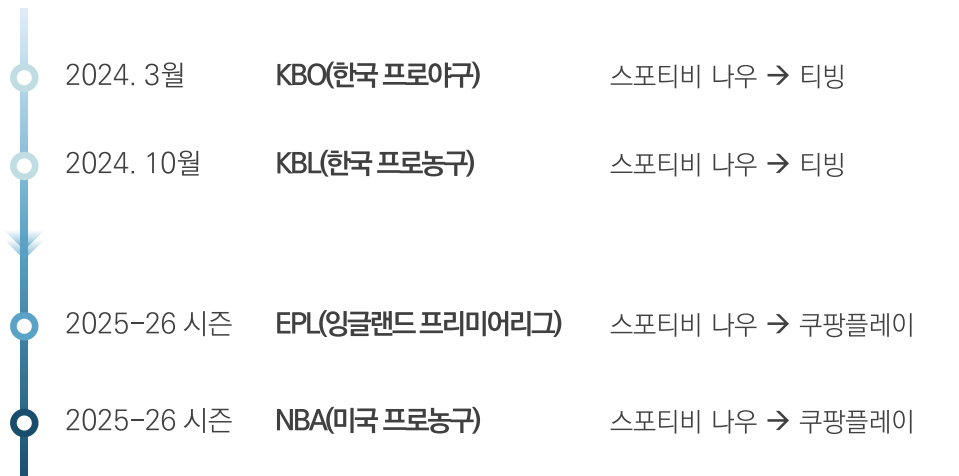 2024. 3월 KBO(한국 프로야구) 스포티비 나우 → 티빙
2024. 10월 KBL(한국 프로농구) 스포티비 나우 → 티빙
2025-26 시즌 EPL(잉글랜드 프리미어리그) 스포티비 나우 → 쿠팡플레이
2025-26 시즌 NBA(미국 프로농구) 스포티비 나우 → 쿠팡플레이